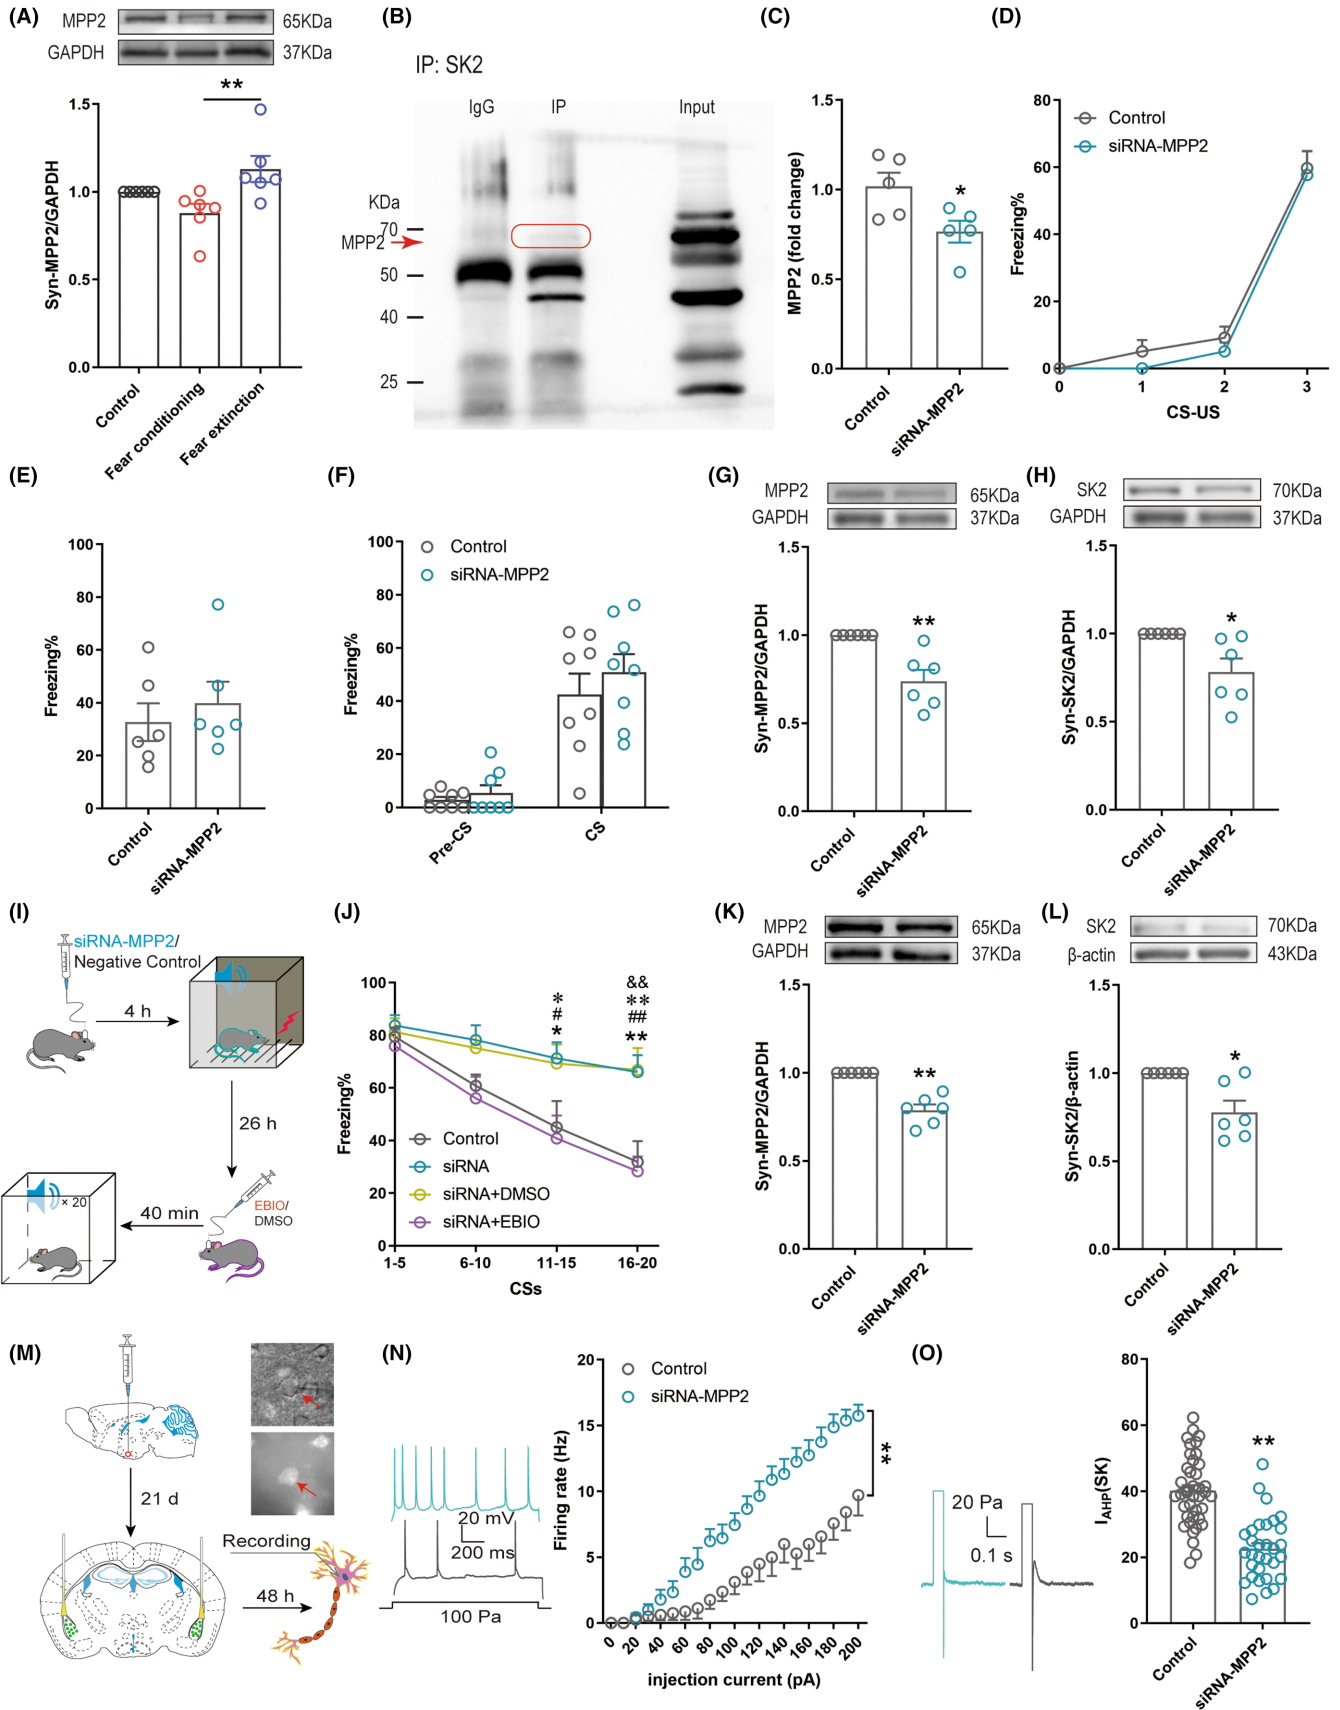 (A)
MPP2
65KDa
GAPDH
37KDa
**
1.5
1.0
0.5
0.0
Syn-MPP2/GAPDH
Control
Fear conditioning
Fear extinction
(B)
IP: SK2
IgG
IP
Input
KDa
70
MPP2
50
40
25
(C)
1.5
1.0
0.5
0.0
MPP2 (fold change)
*
Control
siRNA-MPP2
(D)
80
60
40
20
0
Freezing%
Control
siRNA-MPP2
0 1 2 3
CS-US
(E)
100
80
60
40
20
0
Freezing%
Control
siRNA-MPP2
(F)
100
80
60
40
20
0
Freezing%
Control
siRNA-MPP2
Pre-CS
CS
(G)
MPP2
65KDa
GAPDH
37KDa
1.5
1.0
0.5
0.0
Syn-MPP2/GAPDH
**
Control
siRNA-MPP2
(H)
SK2
70KDa
GAPDH
37KDa
1.5
1.0
0.5
0.0
Syn-SK2/GAPDH
*
Control
siRNA-MPP2
(I)
siRNA-MPP2/
Negative Control
4 h
26 h
EBIO/
DMSO
40 min
× 20
(J)
100
80
60
40
20
0
Freezing%
*
#
*
&&
**
##
**
Control
siRNA
siRNA+DMSO
siRNA+EBIO
1-5 6-10 11-15 16-20
CSs
(K)
MPP2
65KDa
GAPDH
37KDa
1.5
1.0
0.5
0.0
Syn-MPP2/GAPDH
**
Control
siRNA-MPP2
(L)
SK2
70KDa
β-actin
43KDa
1.5
1.0
0.5
0.0
Syn-SK2/β-actin
*
Control
siRNA-MPP2
(M)
21 d
Recording
48 h
(N)
20 mV
200 ms
100 Pa
20
15
10
5
0
Firing rate (Hz)
Control
siRNA-MPP2
**
0 20 40 60 80 100 120 140 160 180 200
injection current (pA)
(O)
20 Pa
0.1 s
80
60
40
20
0
IAHP(SK)
**
Control
siRNA-MPP2